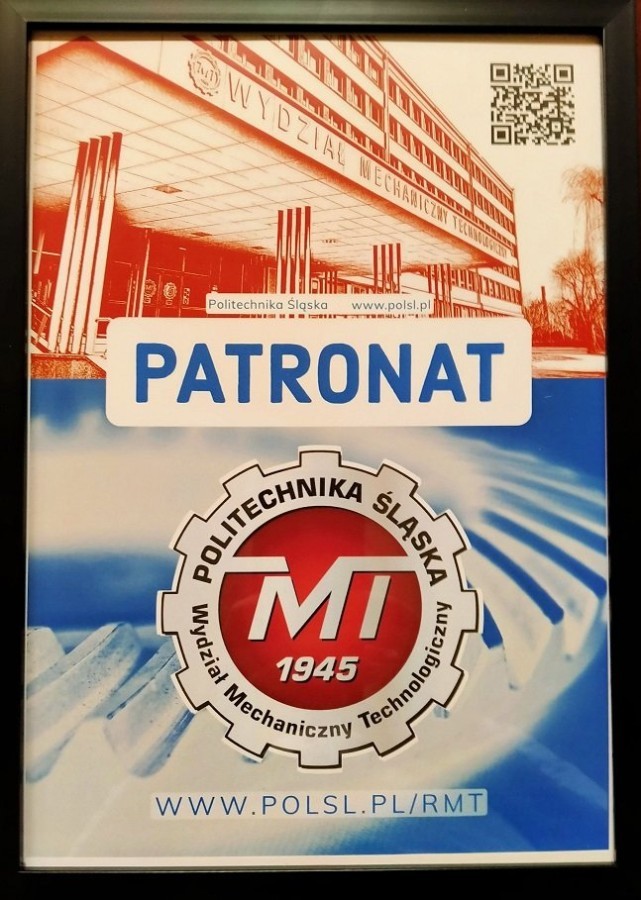 WYDZIAŁ MECHANICZNY TECHNOLOGICZNY
Politechnika Śląska www.polsl.pl
PATRONAT
POLITECHNIKA ŚLĄSKA
MT
1945
Wydział Mechaniczny Technologiczny
WWW.POLSL.PL/RMT